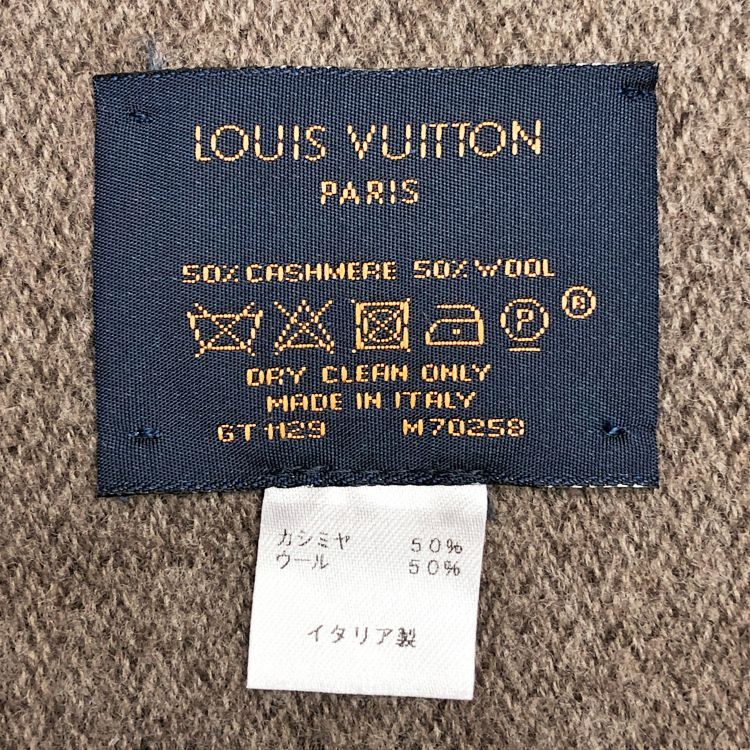 LOUIS VUITTON
PARIS
50% CASHMERE 50% WOOL
P ®
DRY CLEAN ONLY
MADE IN ITALY
GT1129 M70258
カシミヤ 50%
ウール 50%
イタリア製